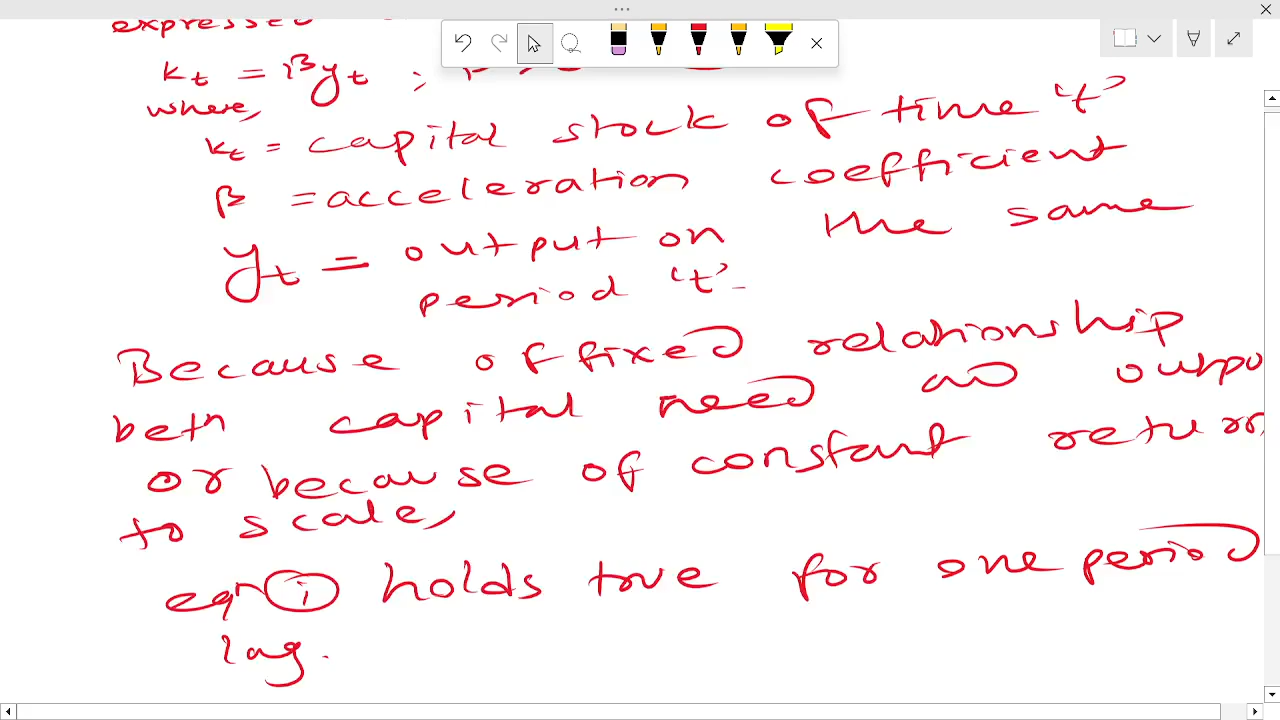 expressed
kt = βyt ;
where,
kt = capital stock of time 't'
β = acceleration coefficient
yt = output on the same
period 't'
Because of fixed relationship
betn capital need and outpu
or because of constant return
to scale,
eqn (i) holds true for one period
lag.